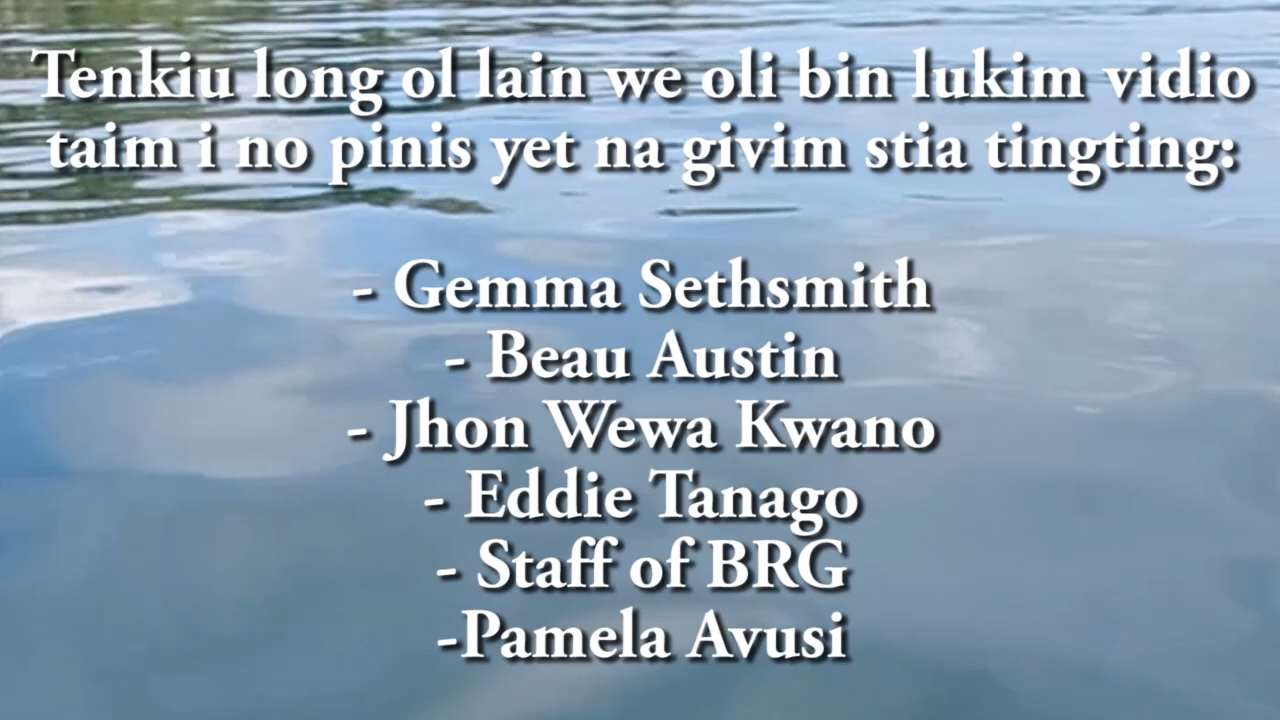 Tenkiu long ol lain we oli bin lukim vidio
taim i no pinis yet na givim stia tingting:
- Gemma Sethsmith
- Beau Austin
- Jhon Wewa Kwano
- Eddie Tanago
- Staff of BRG
-Pamela Avusi